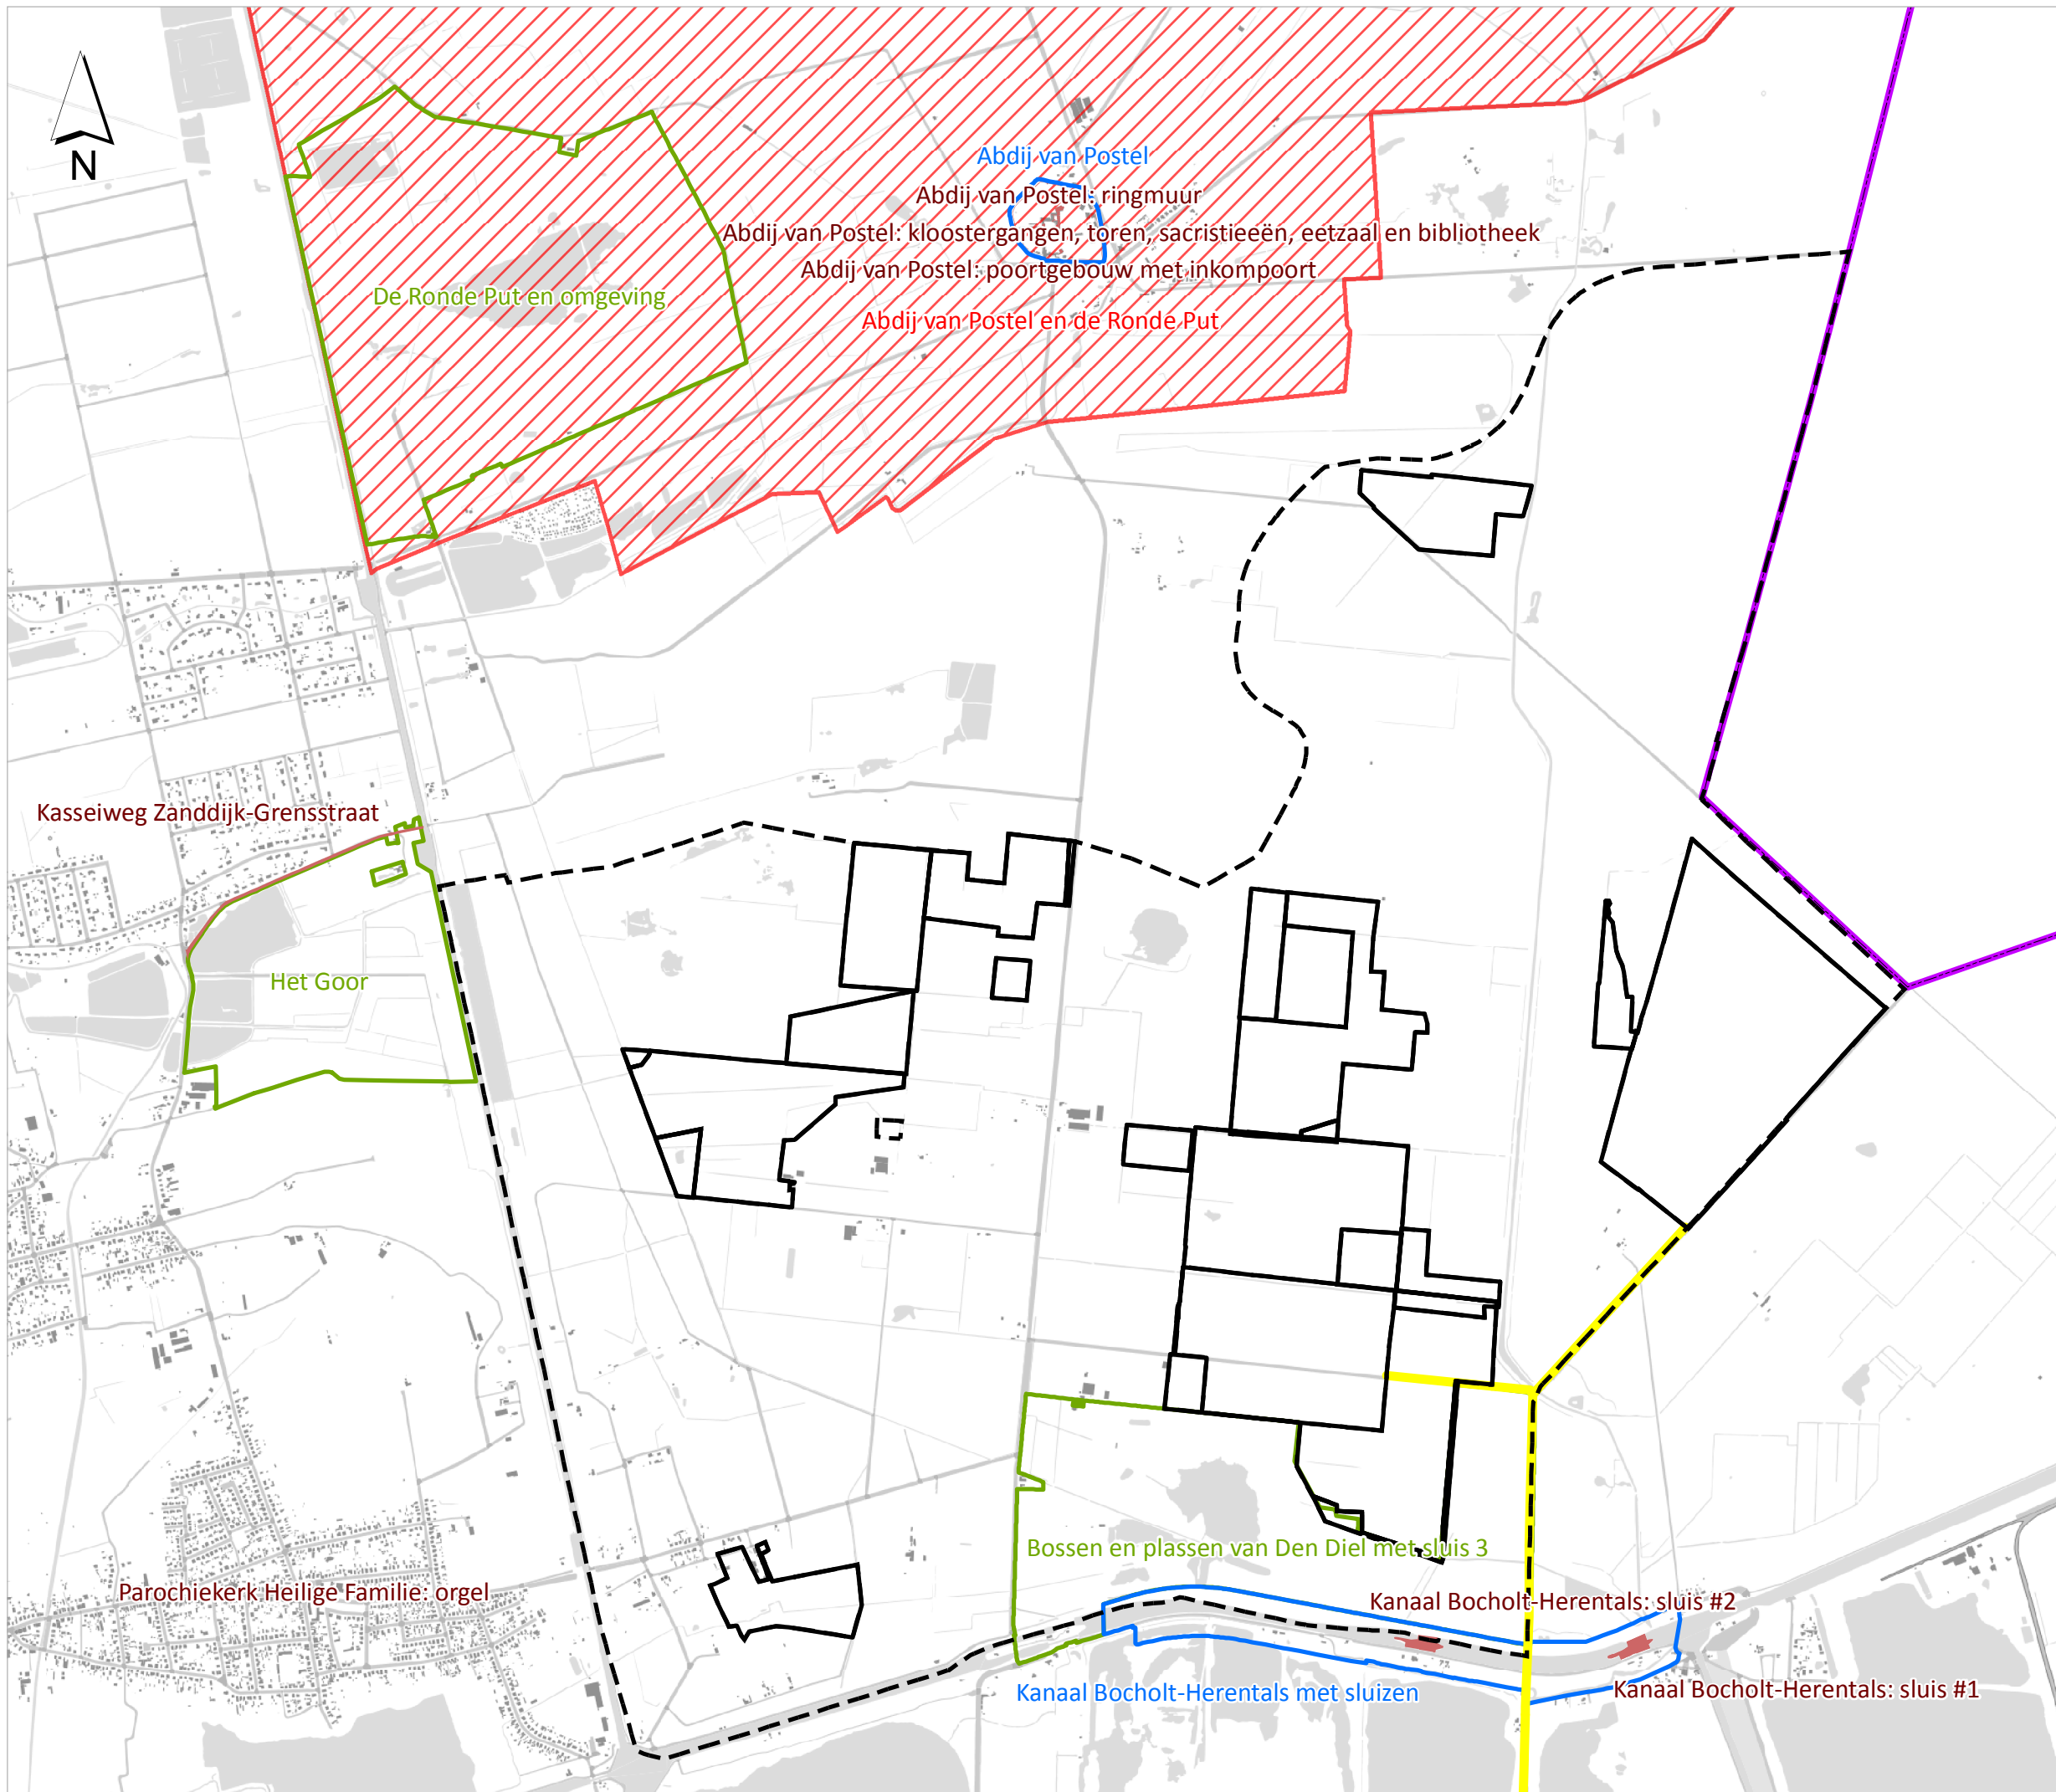 N
Abdij van Postel
Abdij van Postel: ringmuur
Abdij van Postel: kloostergangen, toren, sacristieeën, eetzaal en bibliotheek
Abdij van Postel: poortgebouw met inkompoort
De Ronde Put en omgeving
Abdij van Postel en de Ronde Put
Kasseiweg Zanddijk-Grensstraat
Het Goor
Bossen en plassen van Den Diel met sluis 3
Parochiekerk Heilige Familie: orgel
Kanaal Bocholt-Herentals: sluis #2
Kanaal Bocholt-Herentals met sluizen
Kanaal Bocholt-Herentals: sluis #1